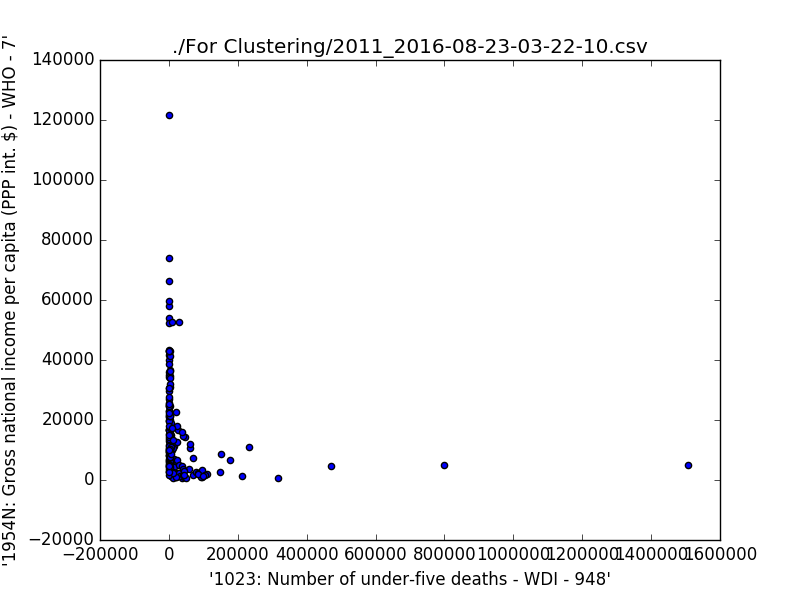 ./For Clustering/2011_2016-08-23-03-22-10.csv
'1954N: Gross national income per capita (PPP int. $) - WHO - 7'
140000
120000
100000
80000
60000
40000
20000
0
−20000
−200000 0 200000 400000 600000 800000 1000000 1200000 1400000 1600000
'1023: Number of under-five deaths - WDI - 948'